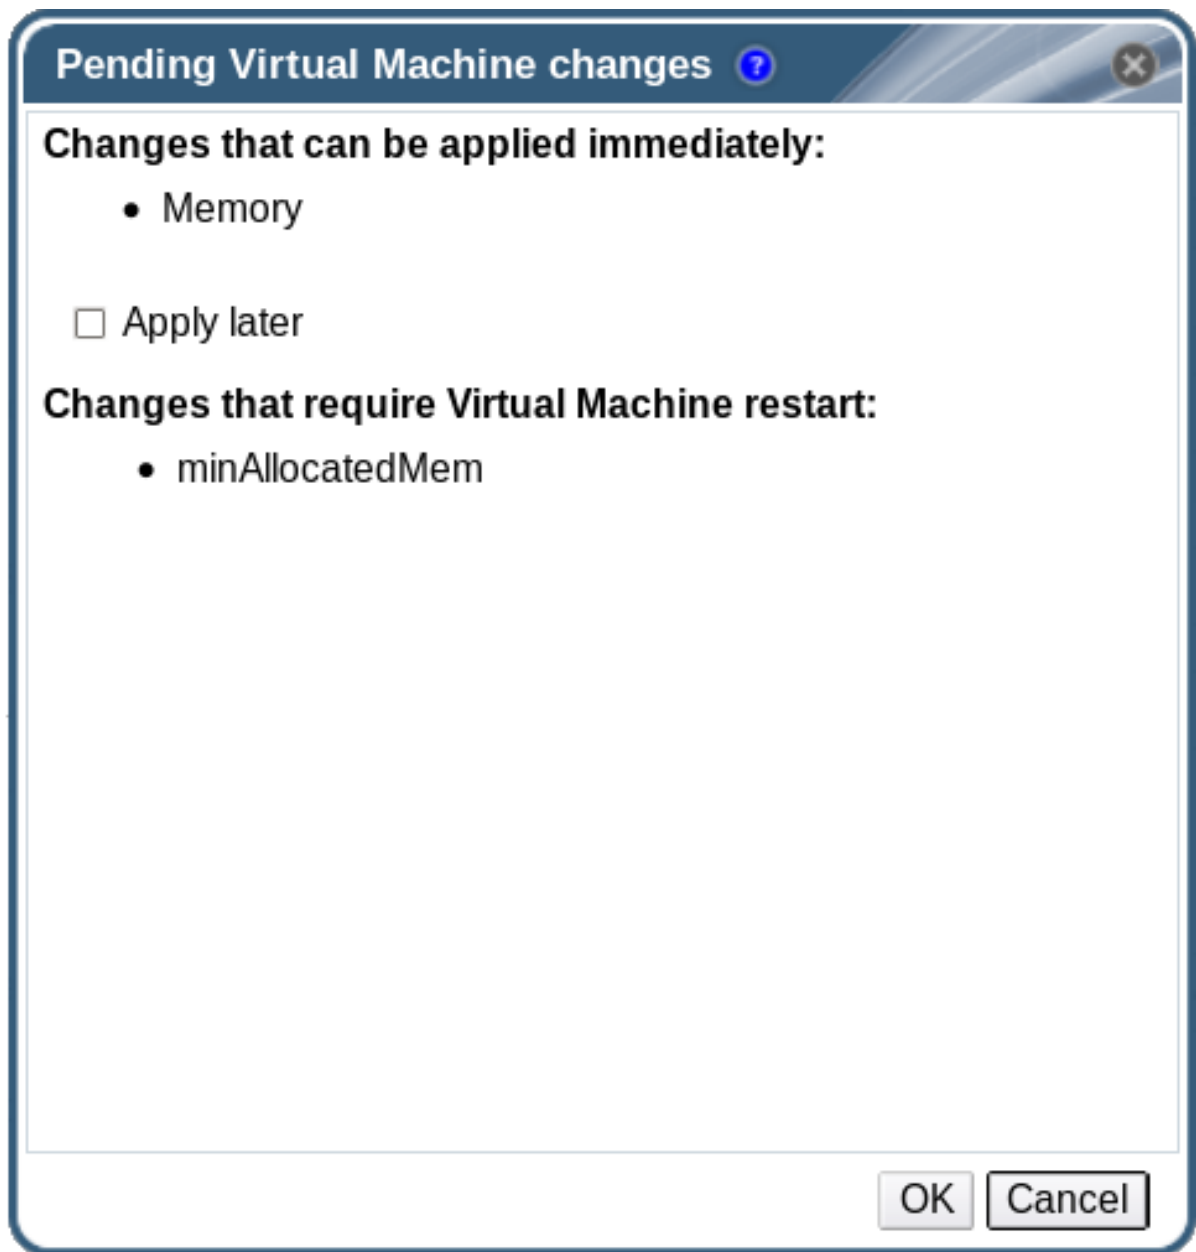 Pending Virtual Machine changes ?
Changes that can be applied immediately:
• Memory
Apply later
Changes that require Virtual Machine restart:
• minAllocatedMem
OK Cancel